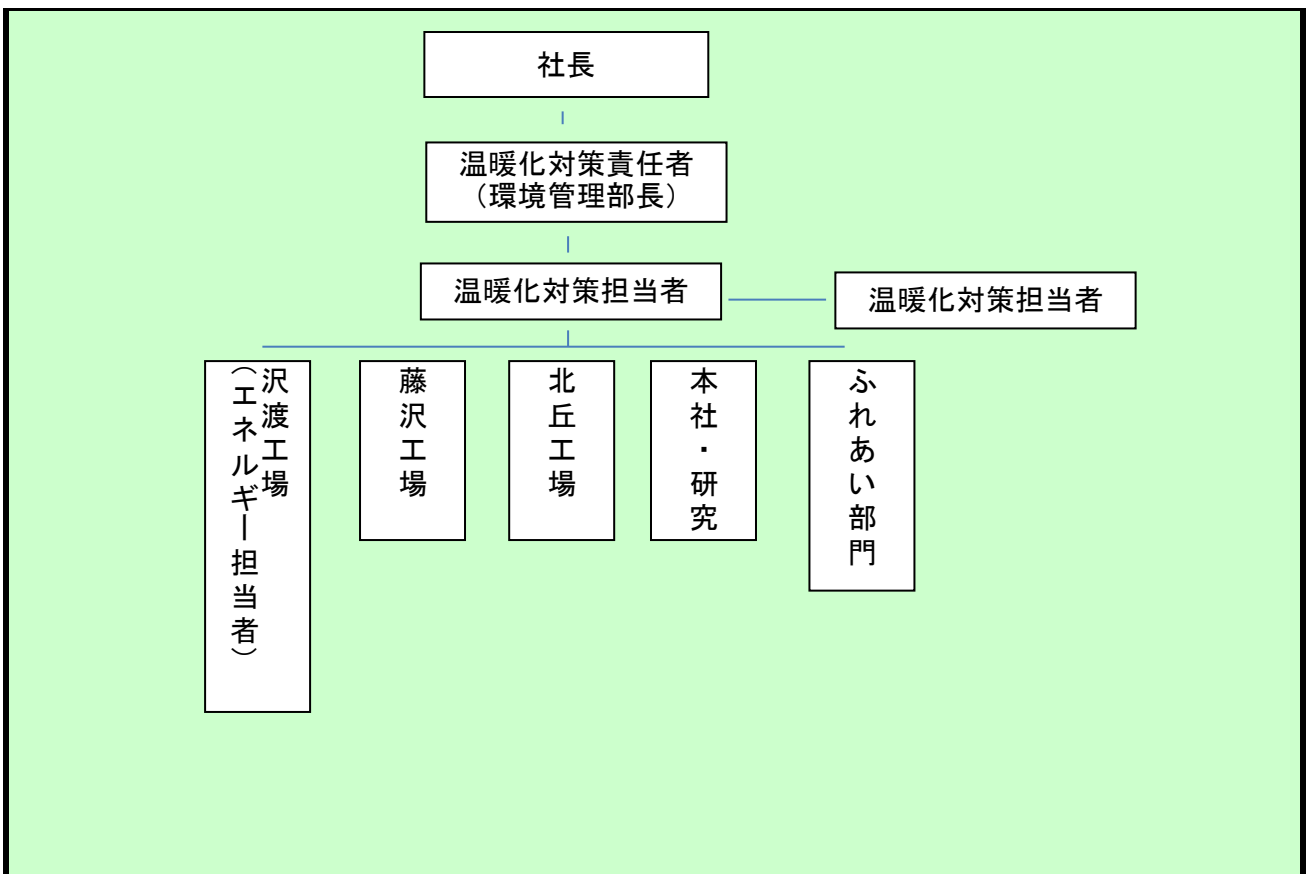 社長
温暖化対策責任者
（環境管理部長）
温暖化対策担当者
温暖化対策担当者
沢渡工場
（エネルギー担当者）
藤沢工場
北丘工場
本社・研究
ふれあい部門